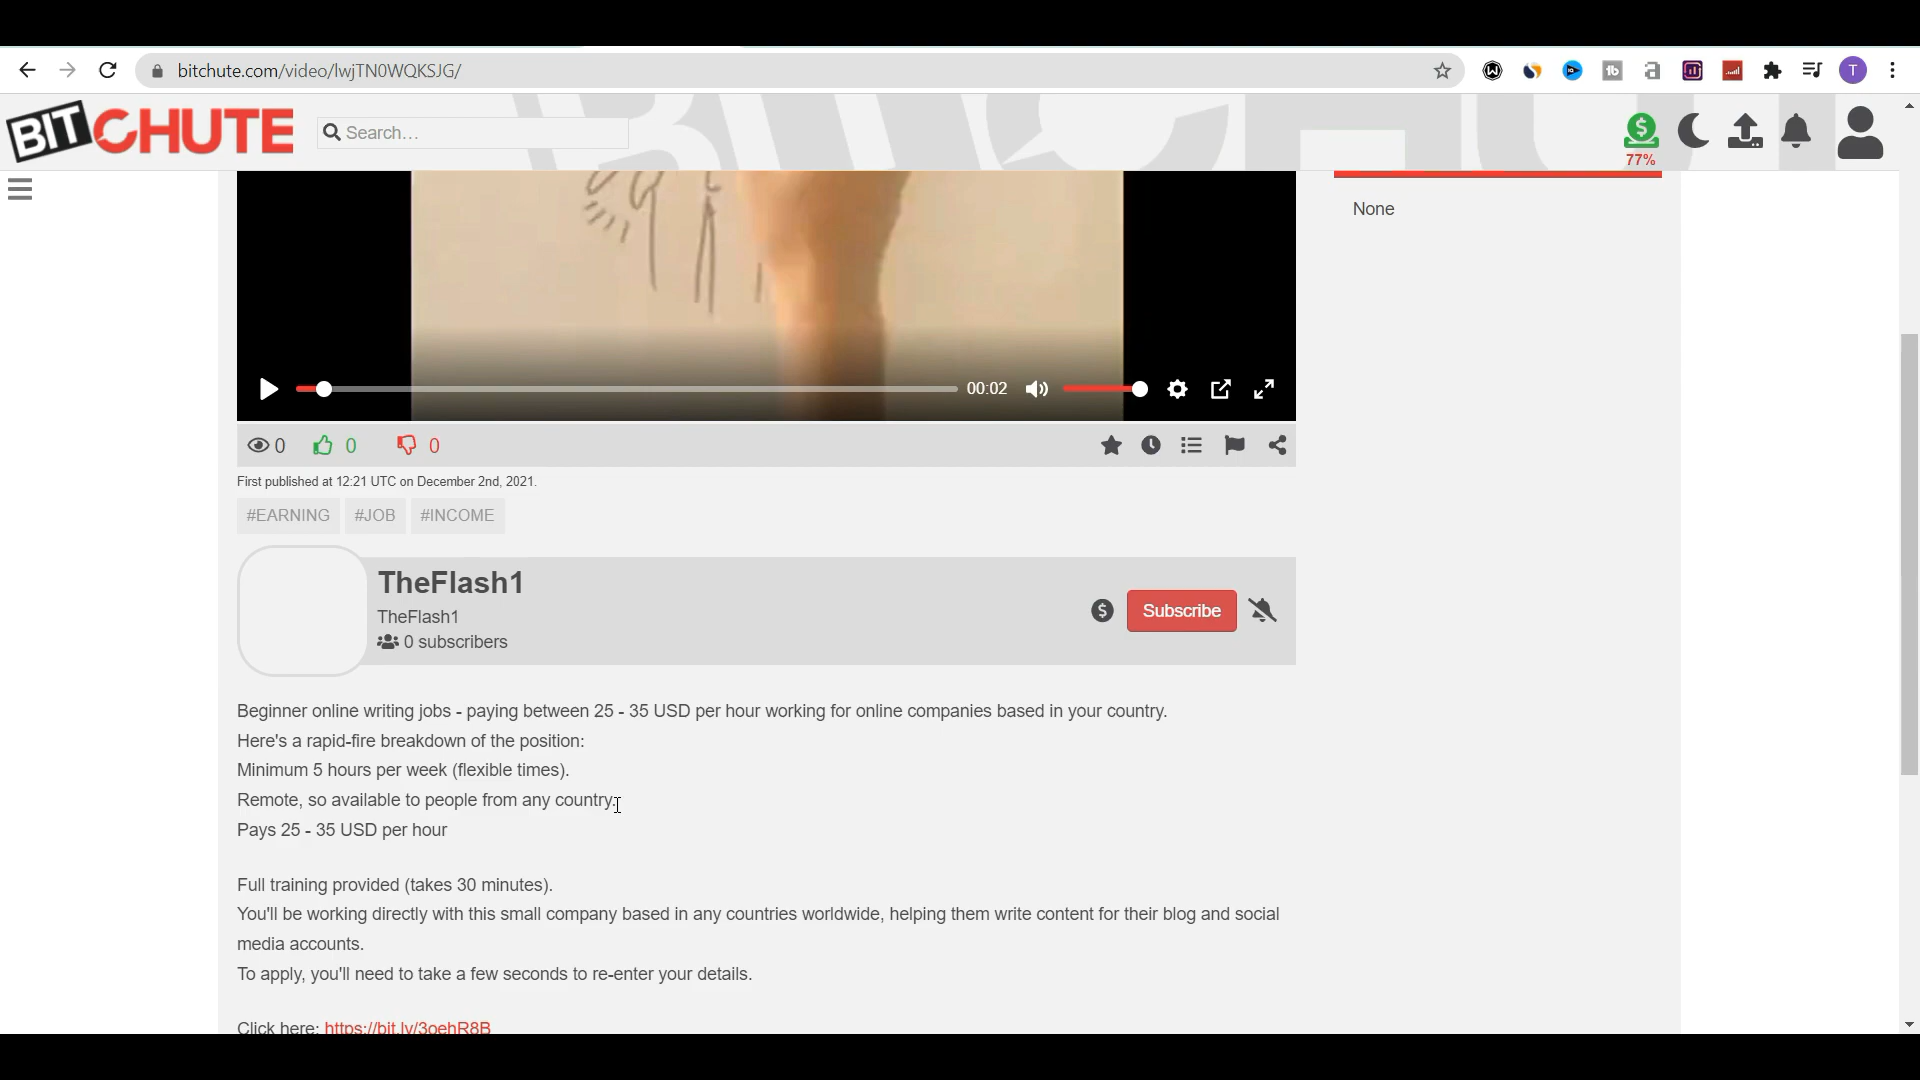 bitchute.com/video/lwjTN0WQKSJG/
T
BITCHUTE
Search...
77%
None
00:02
0 0 0
First published at 12:21 UTC on December 2nd, 2021.
#EARNING #JOB #INCOME
TheFlash1
TheFlash1
0 subscribers
Subscribe
Beginner online writing jobs - paying between 25 - 35 USD per hour working for online companies based in your country.
Here's a rapid-fire breakdown of the position:
Minimum 5 hours per week (flexible times).
Remote, so available to people from any country.
Pays 25 - 35 USD per hour
Full training provided (takes 30 minutes).
You'll be working directly with this small company based in any countries worldwide, helping them write content for their blog and social
media accounts.
To apply, you'll need to take a few seconds to re-enter your details.
Click here: https://bit.ly/3oehR8B